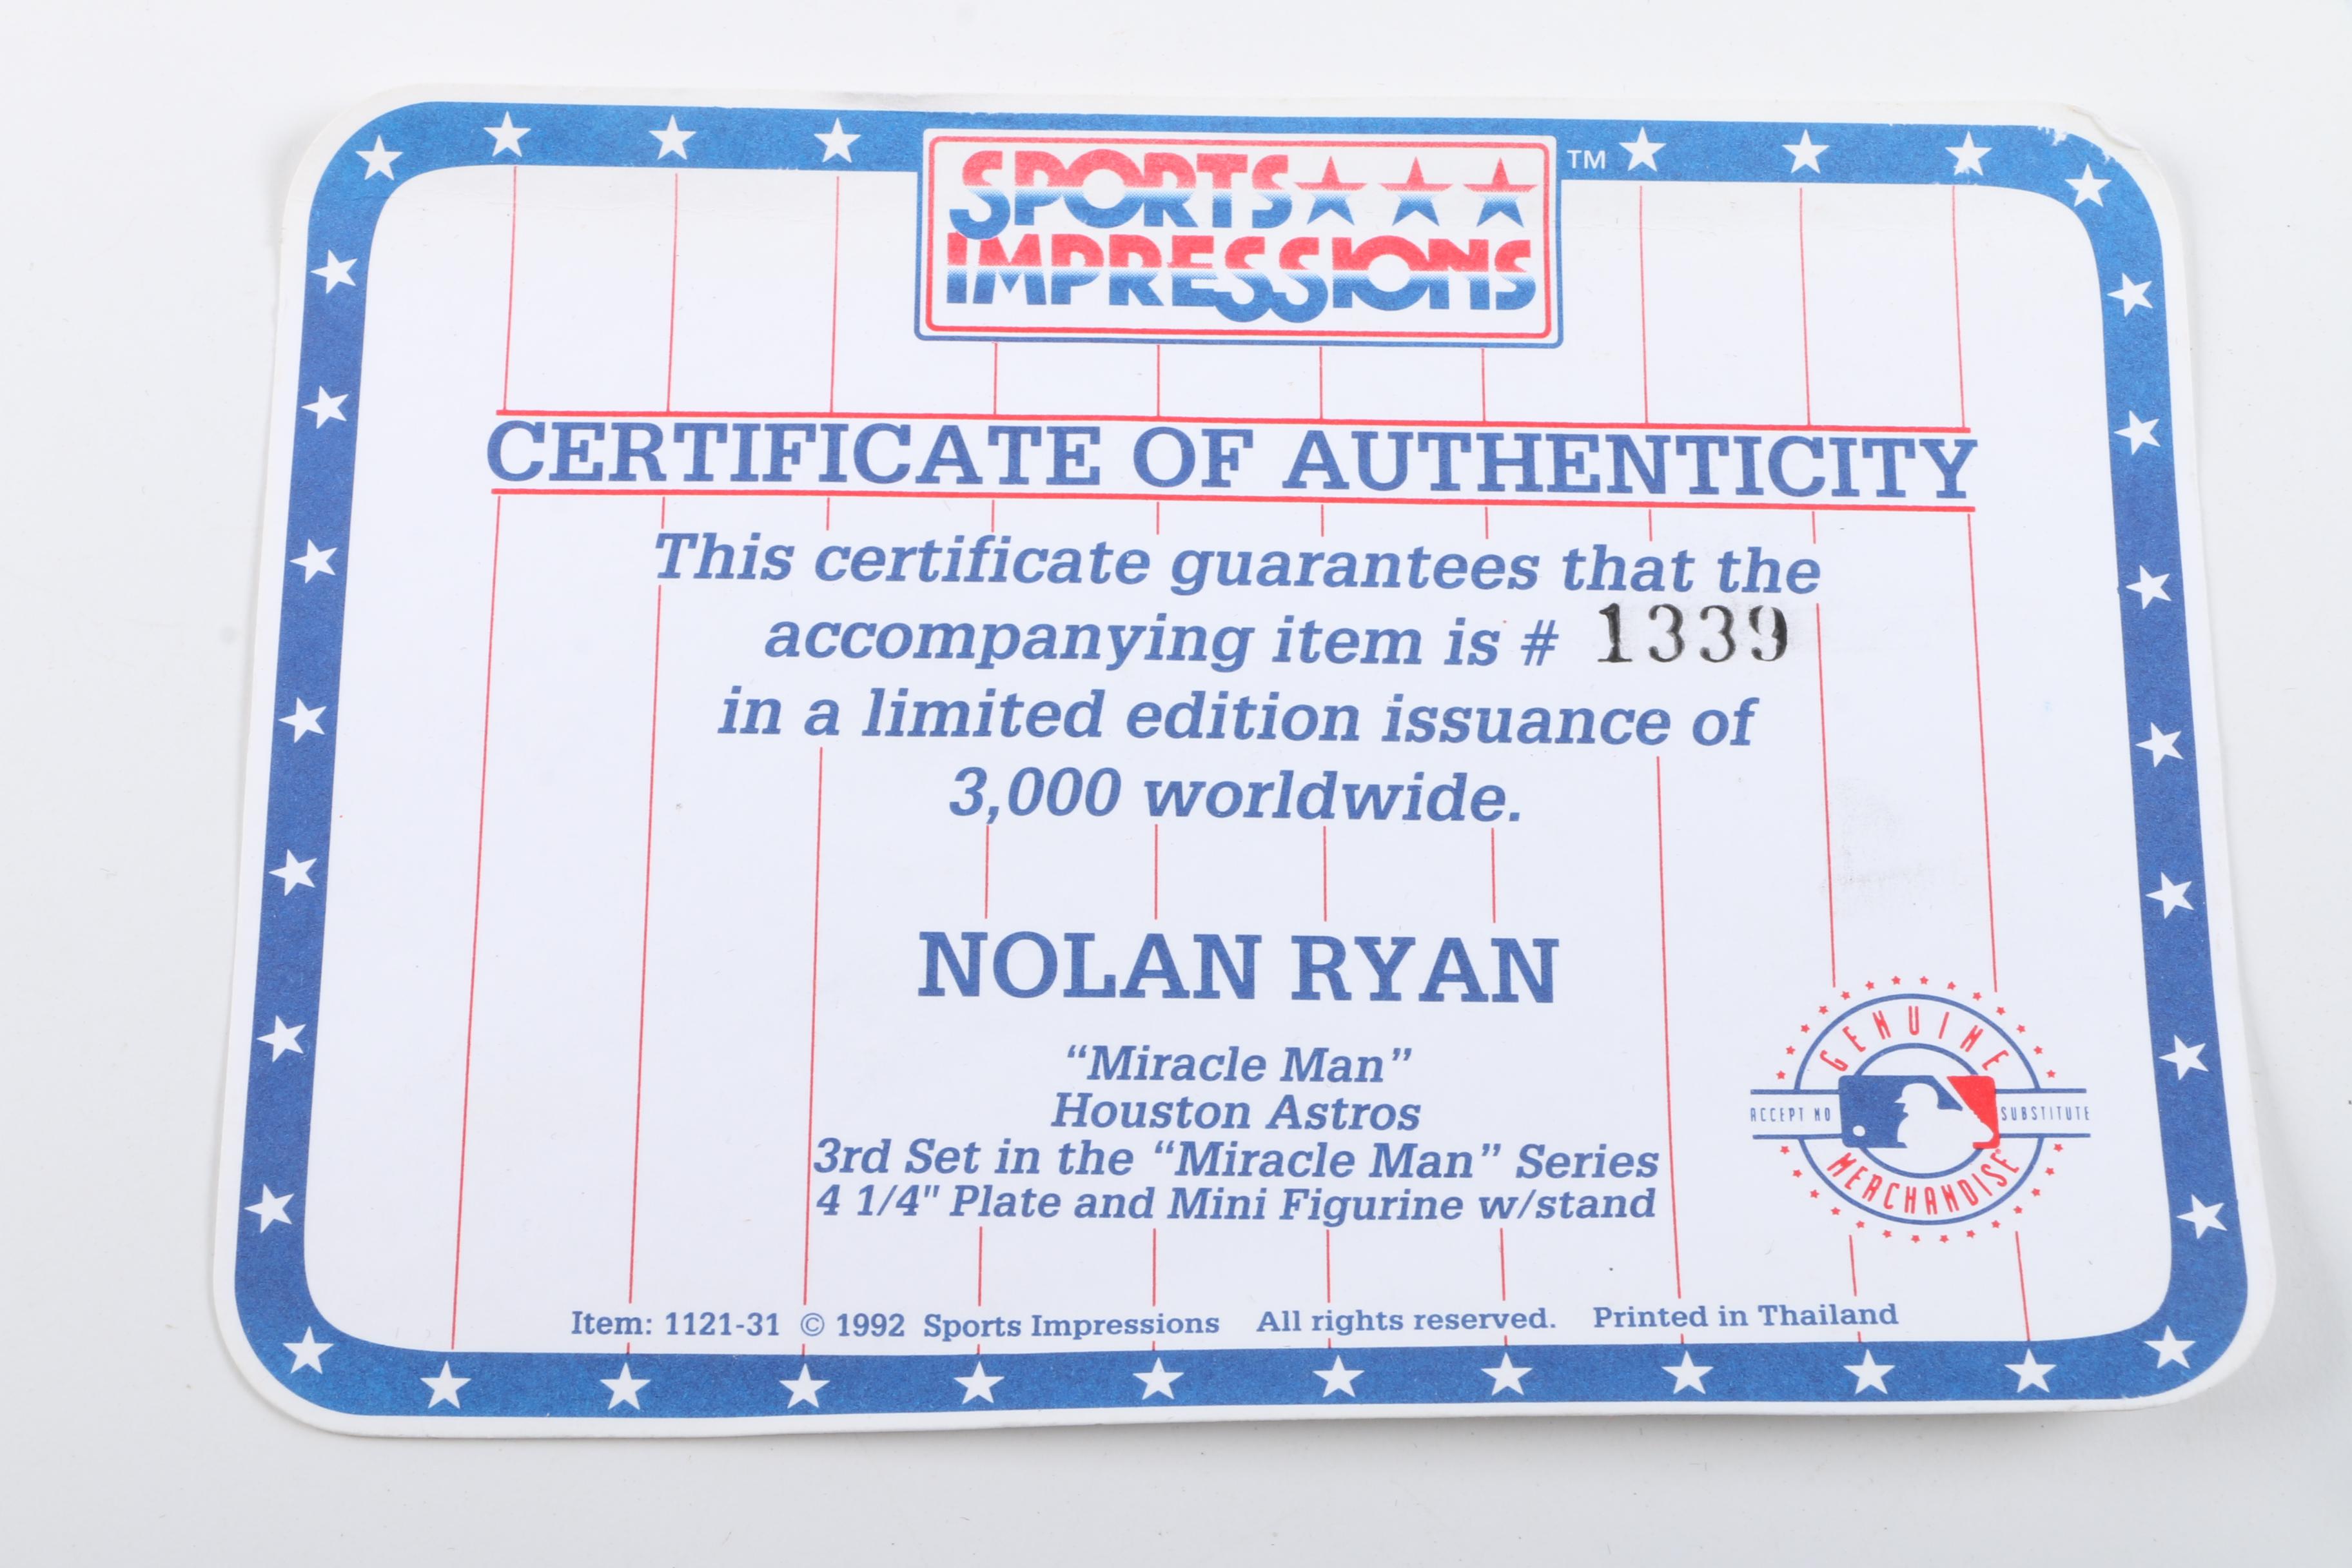 SPORTS
IMPRESSIONS
TM
CERTIFICATE OF AUTHENTICITY
This certificate guarantees that the
accompanying item is # 1339
in a limited edition issuance of
3,000 worldwide.
NOLAN RYAN
“Miracle Man”
Houston Astros
3rd Set in the “Miracle Man” Series
4 1/4" Plate and Mini Figurine w/stand
GENUINE
ACCEPT NO SUBSTITUTE
MERCHANDISE
Item: 1121-31 © 1992 Sports Impressions All rights reserved. Printed in Thailand